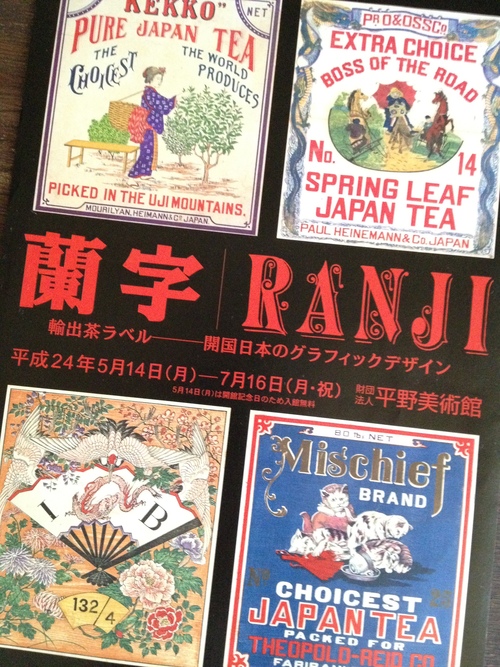 KEKKO"
NET
PURE JAPAN TEA
THE CHOICEST
THE WORLD PRODUCES
PICKED IN THE UJI MOUNTAINS.
MOURILYAN, HEIMANN & CO. JAPAN.
EXTRA CHOICE
BOSS OF THE ROAD
No. 14
SPRING LEAF
JAPAN TEA
PAUL HEINEMANN & CO. JAPAN
蘭字 RANJI
輸出茶ラベル——開国日本のグラフィックデザイン
平成24年5月14日(月)—7月16日(月・祝) 財団法人 平野美術館
5月14日(月)は開館記念日のため入館無料
I B
132/4
80 lb. NET
Mischief
BRAND
CHOICEST
JAPAN TEA
PACKED FOR
THEOPOLD-REID CO.